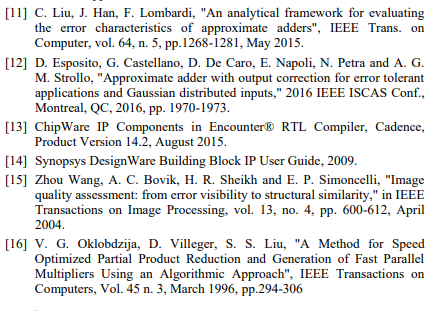 [11] C. Liu, J. Han, F. Lombardi, "An analytical framework for evaluating
the error characteristics of approximate adders", IEEE Trans. on
Computer, vol. 64, n. 5, pp.1268-1281, May 2015.
[12] D. Esposito, G. Castellano, D. De Caro, E. Napoli, N. Petra and A. G.
M. Strollo, "Approximate adder with output correction for error tolerant
applications and Gaussian distributed inputs," 2016 IEEE ISCAS Conf.,
Montreal, QC, 2016, pp. 1970-1973.
[13] ChipWare IP Components in Encounter® RTL Compiler, Cadence,
Product Version 14.2, August 2015.
[14] Synopsys DesignWare Building Block IP User Guide, 2009.
[15] Zhou Wang, A. C. Bovik, H. R. Sheikh and E. P. Simoncelli, "Image
quality assessment: from error visibility to structural similarity," in IEEE
Transactions on Image Processing, vol. 13, no. 4, pp. 600-612, April
2004.
[16] V. G. Oklobdzija, D. Villeger, S. S. Liu, "A Method for Speed
Optimized Partial Product Reduction and Generation of Fast Parallel
Multipliers Using an Algorithmic Approach", IEEE Transactions on
Computers, Vol. 45 n. 3, March 1996, pp.294-306